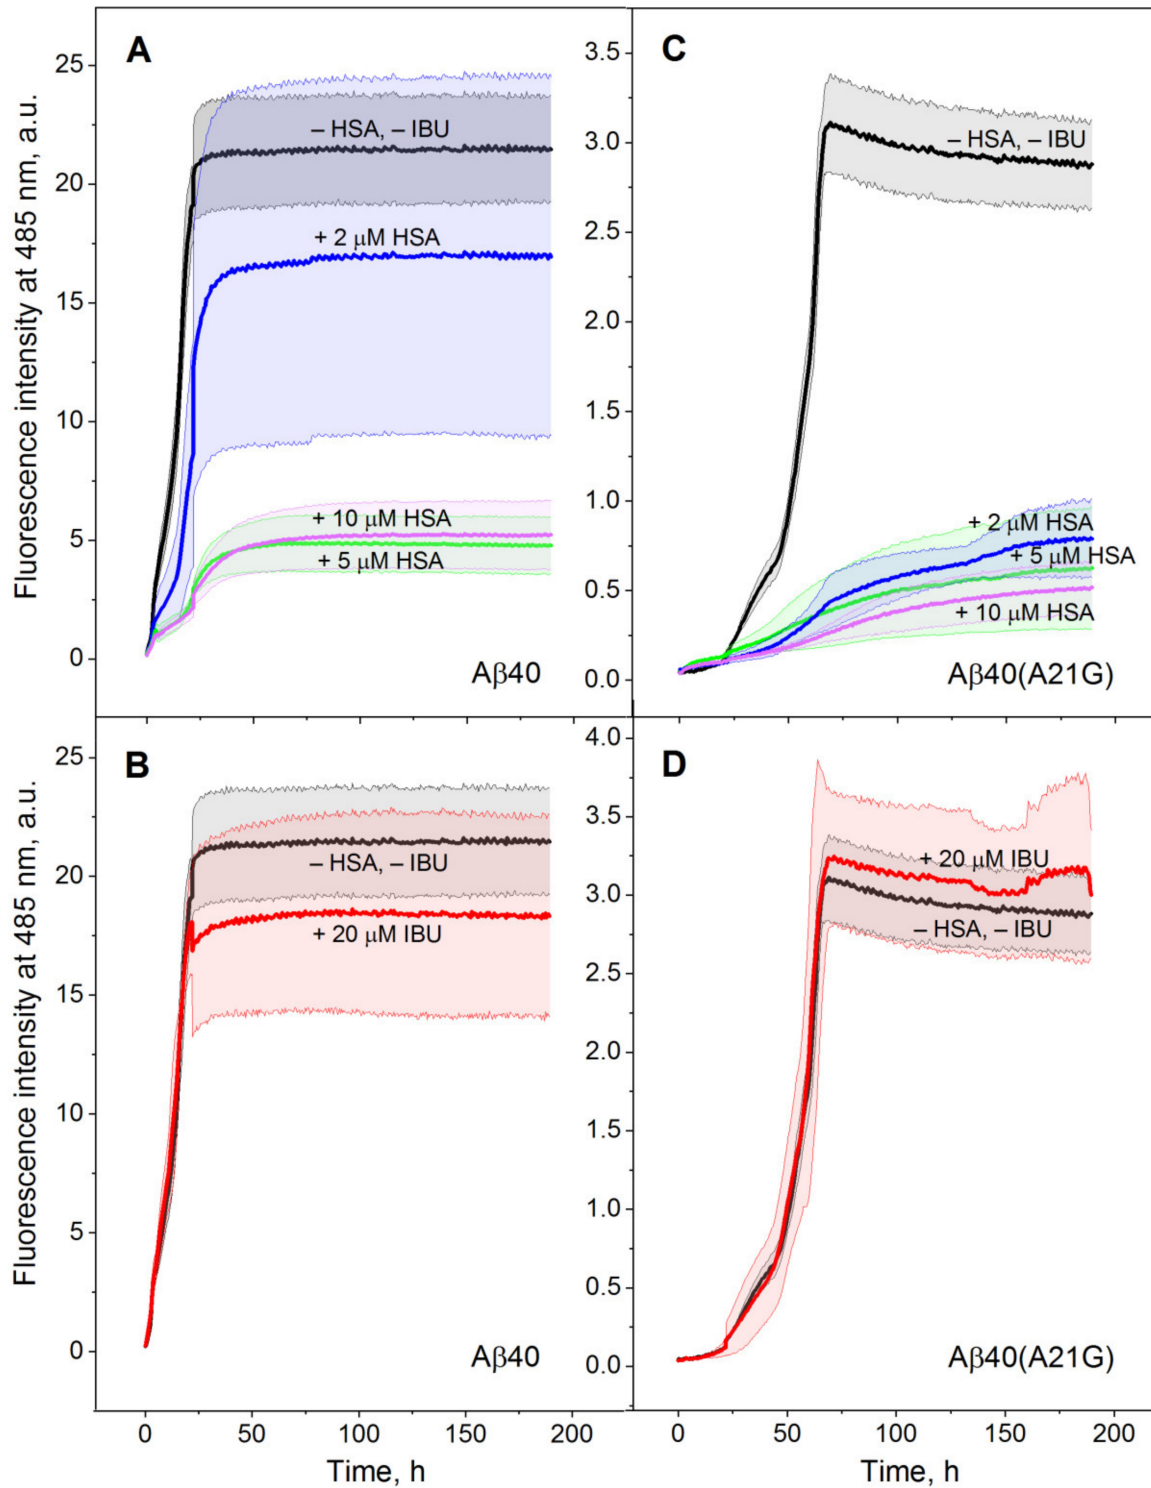 A
Fluorescence intensity at 485 nm, a.u.
25
20
15
10
5
0
– HSA, – IBU
+ 2 μM HSA
+ 10 μM HSA
+ 5 μM HSA
Aβ40
C
3.5
3.0
2.5
2.0
1.5
1.0
0.5
0.0
– HSA, – IBU
+ 2 μM HSA
+ 5 μM HSA
+ 10 μM HSA
Aβ40(A21G)
B
Fluorescence intensity at 485 nm, a.u.
25
20
15
10
5
0
– HSA, – IBU
+ 20 μM IBU
Aβ40
0 50 100 150 200
Time, h
D
4.0
3.5
3.0
2.5
2.0
1.5
1.0
0.5
0.0
+ 20 μM IBU
– HSA, – IBU
Aβ40(A21G)
0 50 100 150 200
Time, h